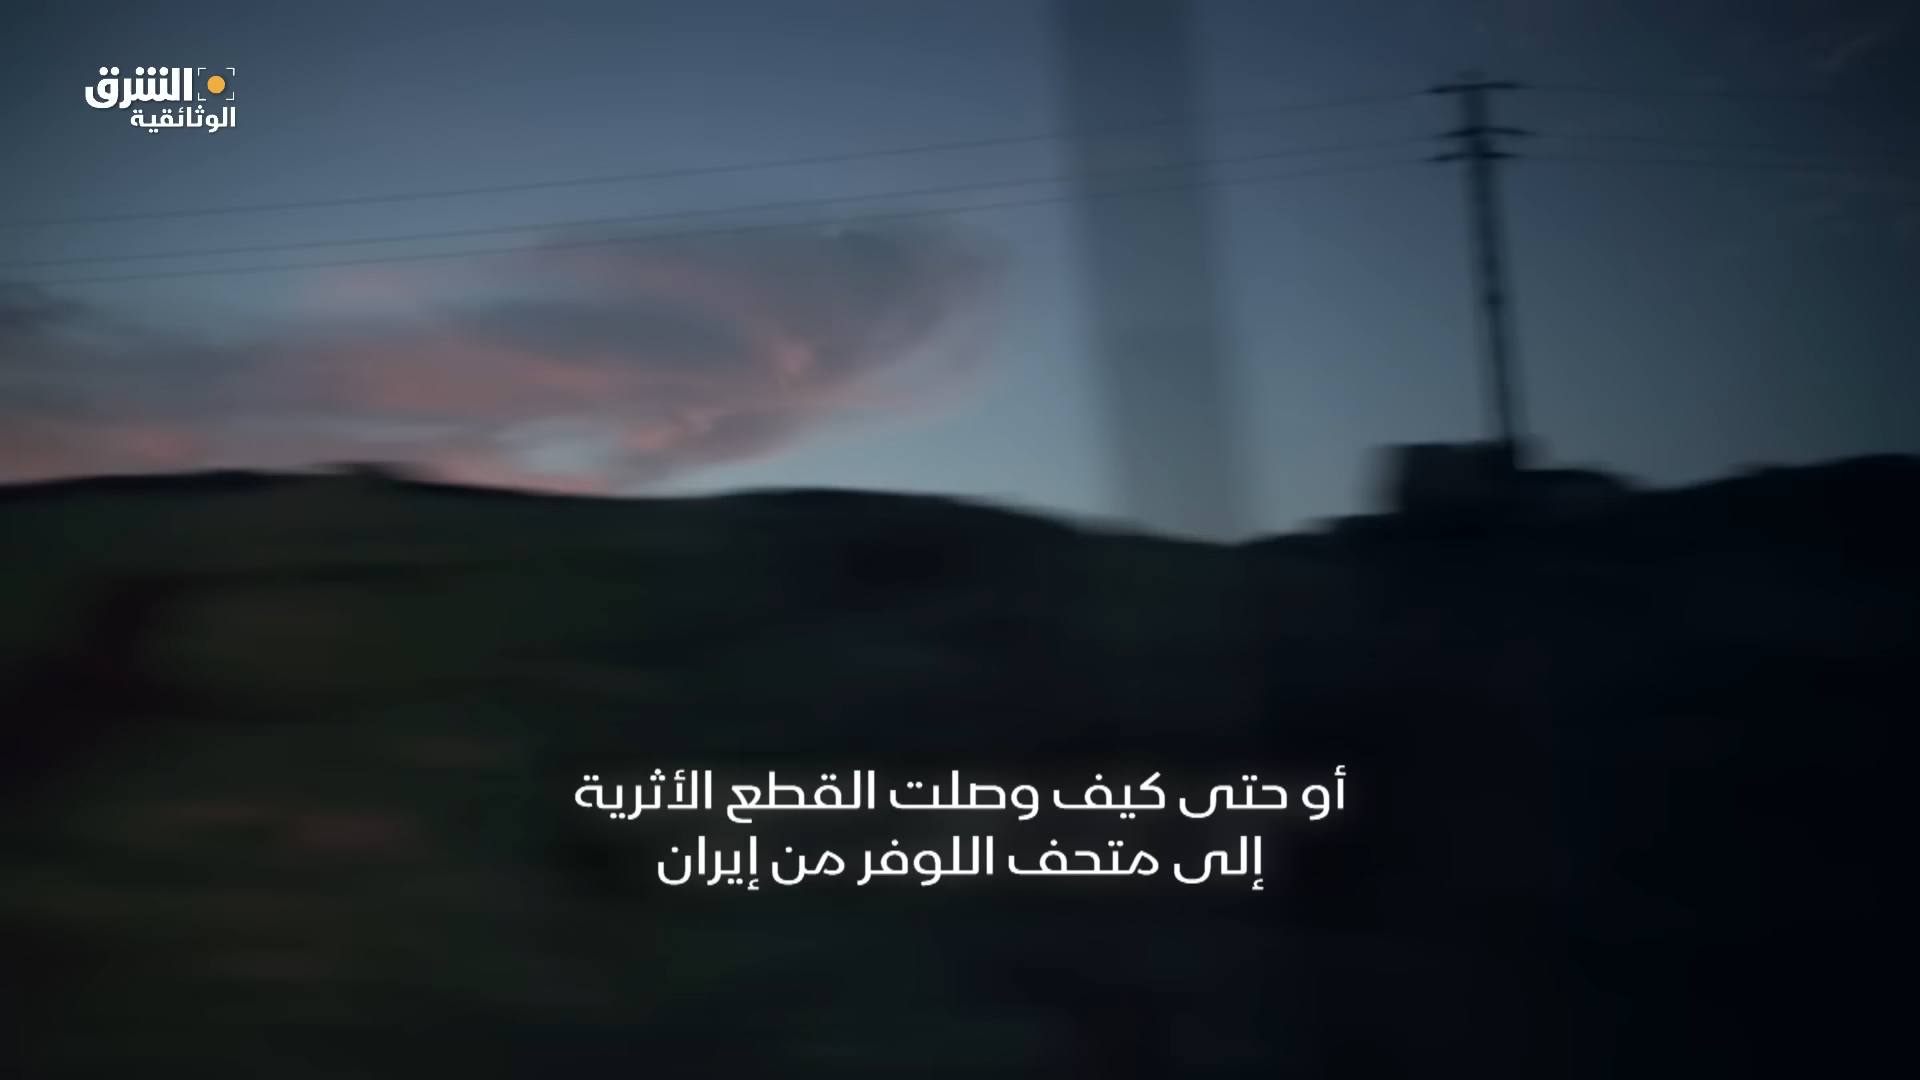 الشرق
الوثائقية
أو حتى كيف وصلت القطع الأثرية
إلى متحف اللوفر من إيران